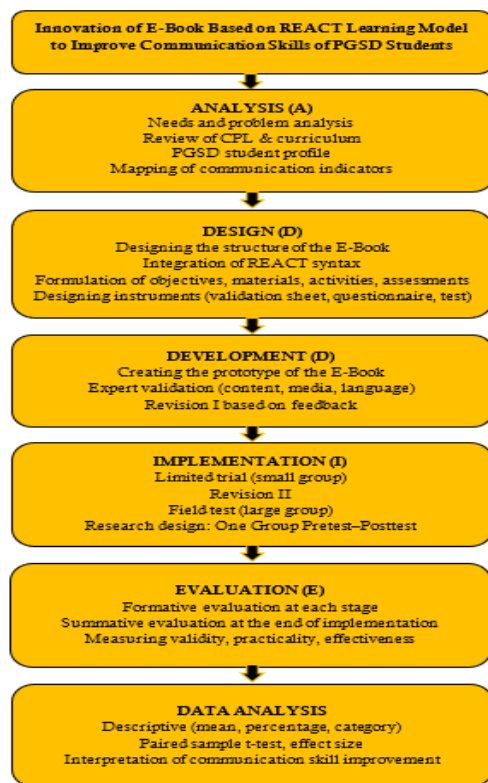 Innovation of E-Book Based on REACT Learning Model
to Improve Communication Skills of PGSD Students
ANALYSIS (A)
Needs and problem analysis
Review of CPL & curriculum
PGSD student profile
Mapping of communication indicators
DESIGN (D)
Designing the structure of the E-Book
Integration of REACT syntax
Formulation of objectives, materials, activities, assessments
Designing instruments (validation sheet, questionnaire, test)
DEVELOPMENT (D)
Creating the prototype of the E-Book
Expert validation (content, media, language)
Revision I based on feedback
IMPLEMENTATION (I)
Limited trial (small group)
Revision II
Field test (large group)
Research design: One Group Pretest–Posttest
EVALUATION (E)
Formative evaluation at each stage
Summative evaluation at the end of implementation
Measuring validity, practicality, effectiveness
DATA ANALYSIS
Descriptive (mean, percentage, category)
Paired sample t-test, effect size
Interpretation of communication skill improvement